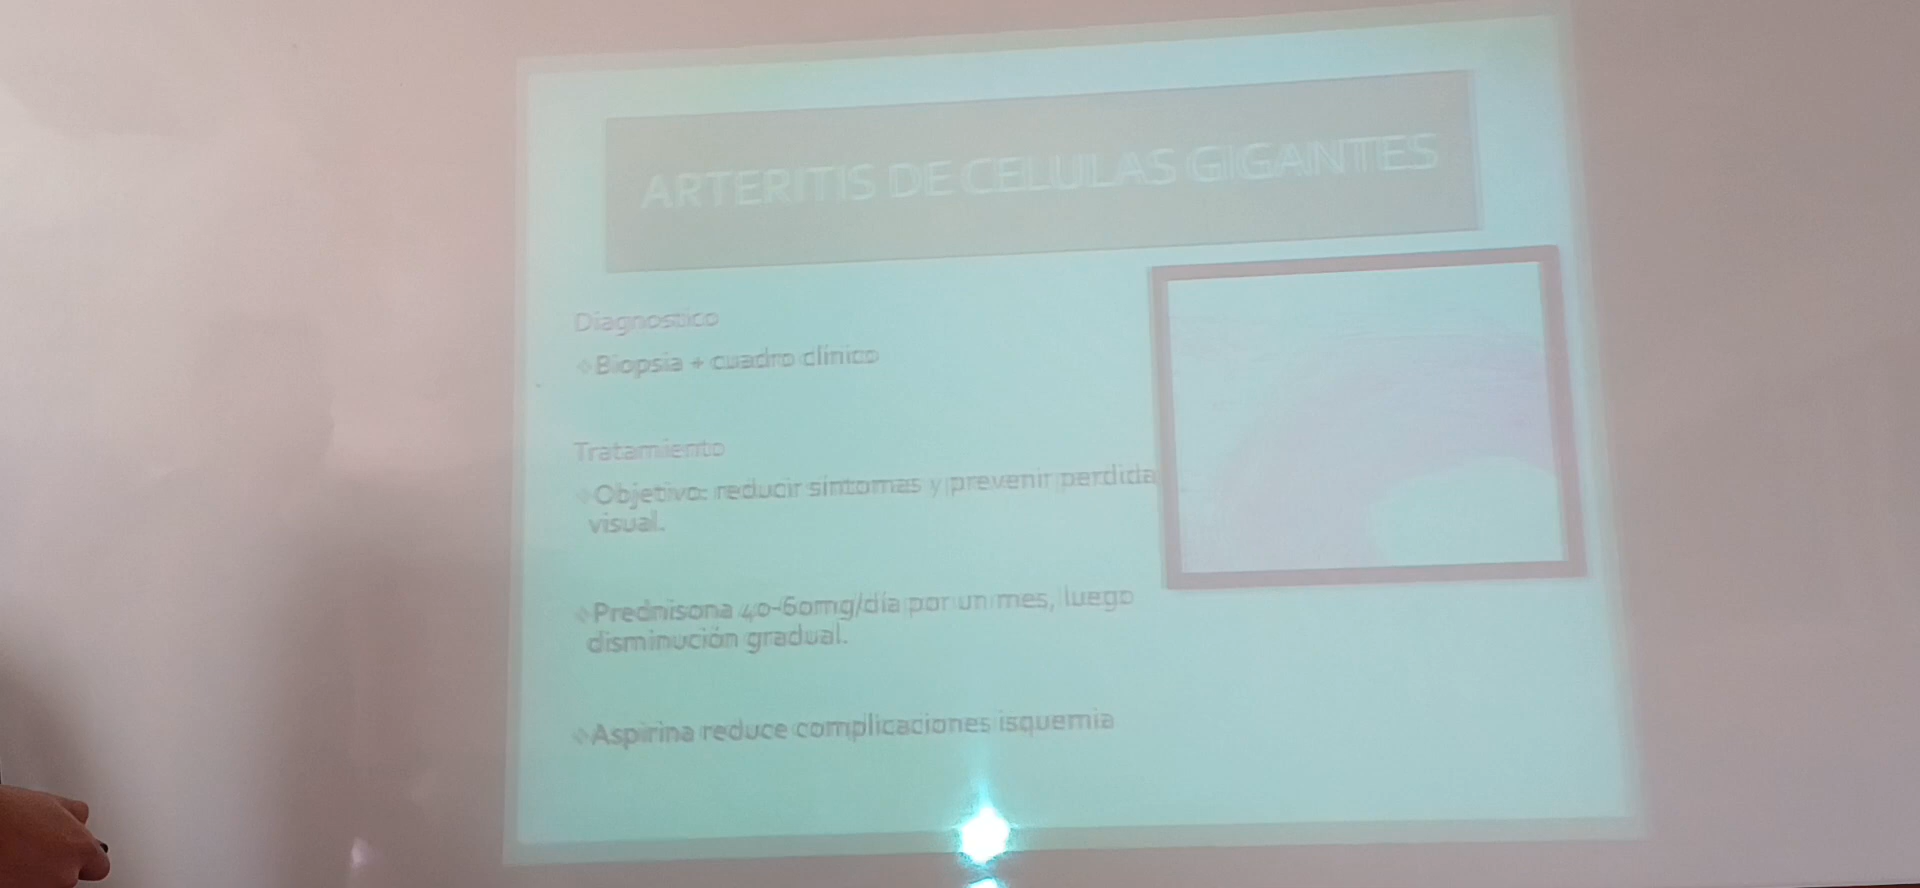 ARTERITIS DE CELULAS GIGANTES
Diagnostico
Biopsia + cuadro clínico
Tratamiento
Objetivo: reducir síntomas y prevenir perdida
visual.
Prednisona 40-60mg/día por un mes, luego
disminución gradual.
Aspirina reduce complicaciones isquemia